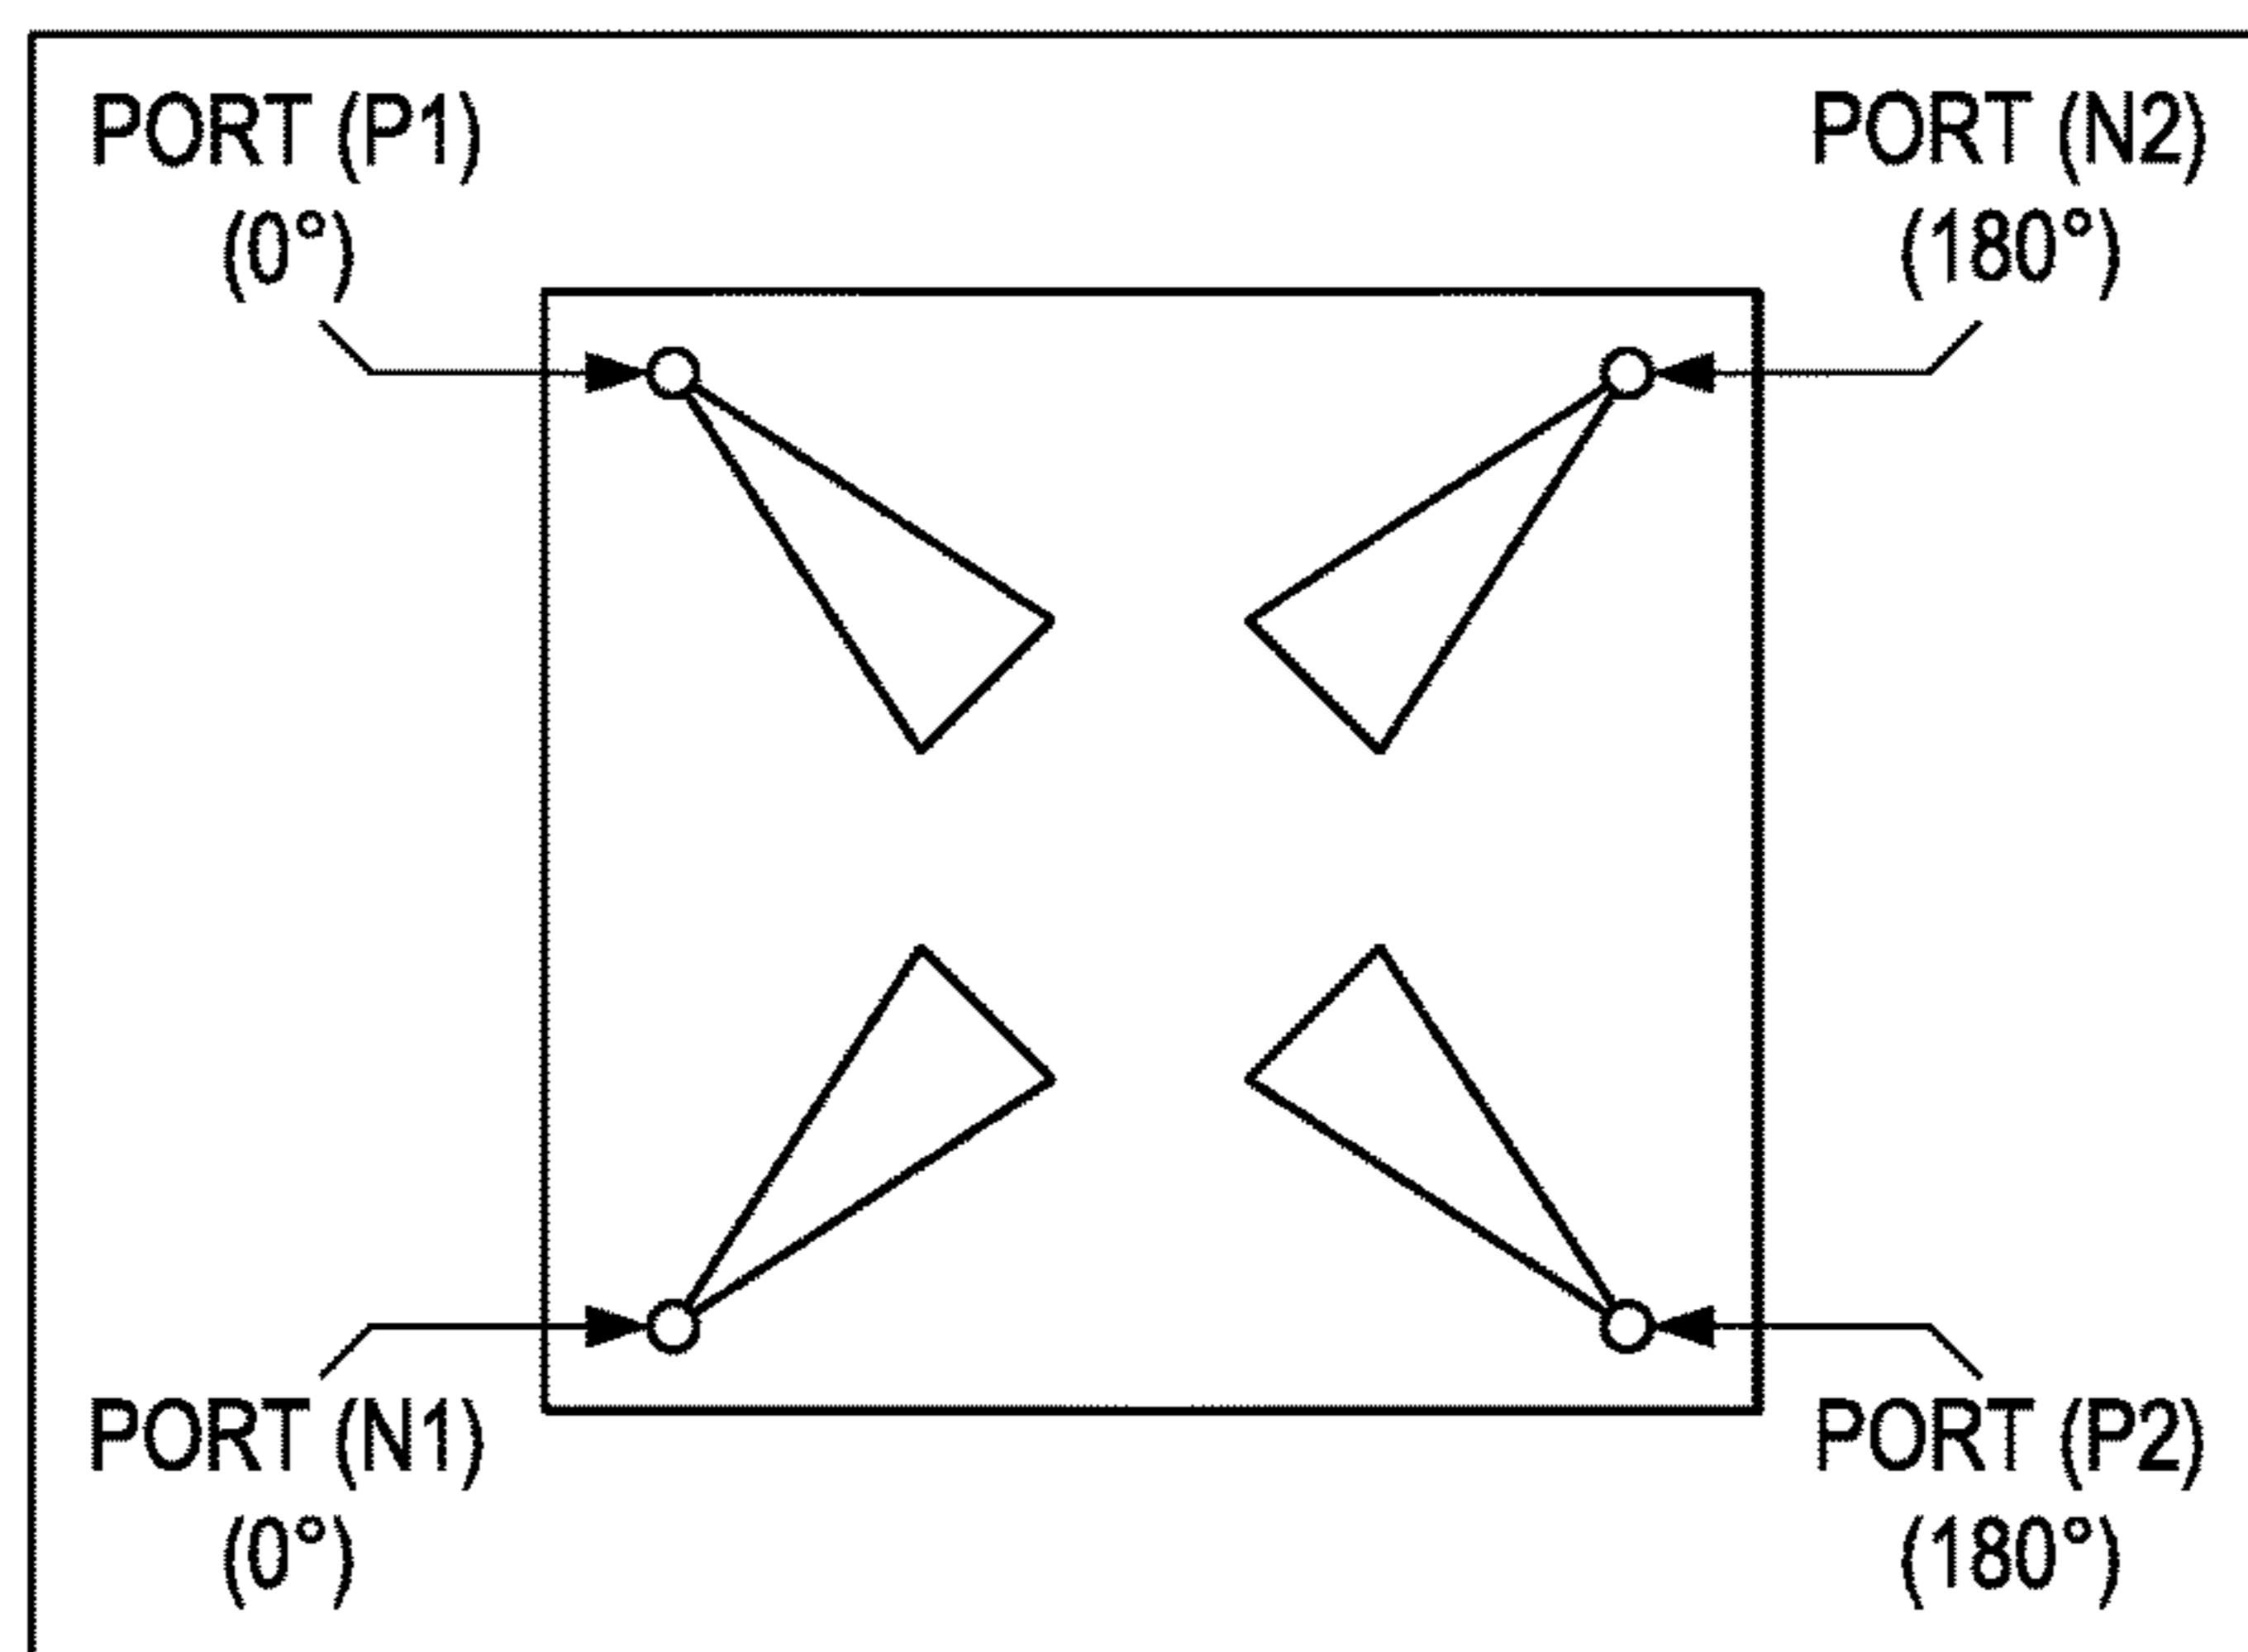 PORT (P1)
(0°)
PORT (N2)
(180°)
PORT (N1)
(0°)
PORT (P2)
(180°)